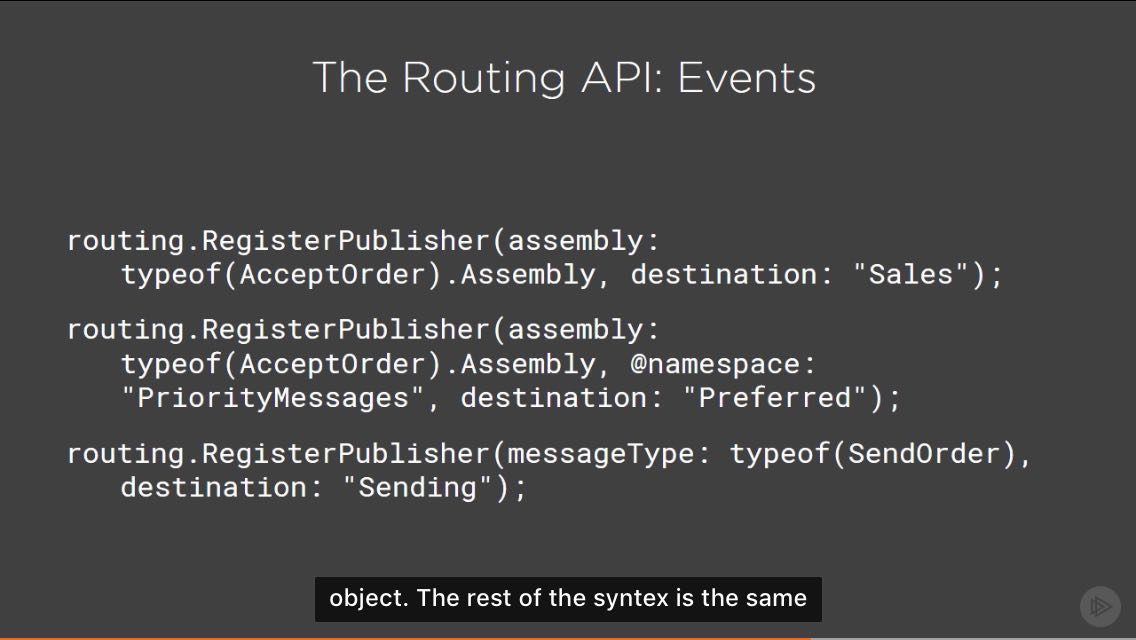 The Routing API: Events
routing.RegisterPublisher(assembly:
typeof(AcceptOrder).Assembly, destination: "Sales");
routing.RegisterPublisher(assembly:
typeof(AcceptOrder).Assembly, @namespace:
"PriorityMessages", destination: "Preferred");
routing.RegisterPublisher(messageType: typeof(SendOrder),
destination: "Sending");
object. The rest of the syntex is the same